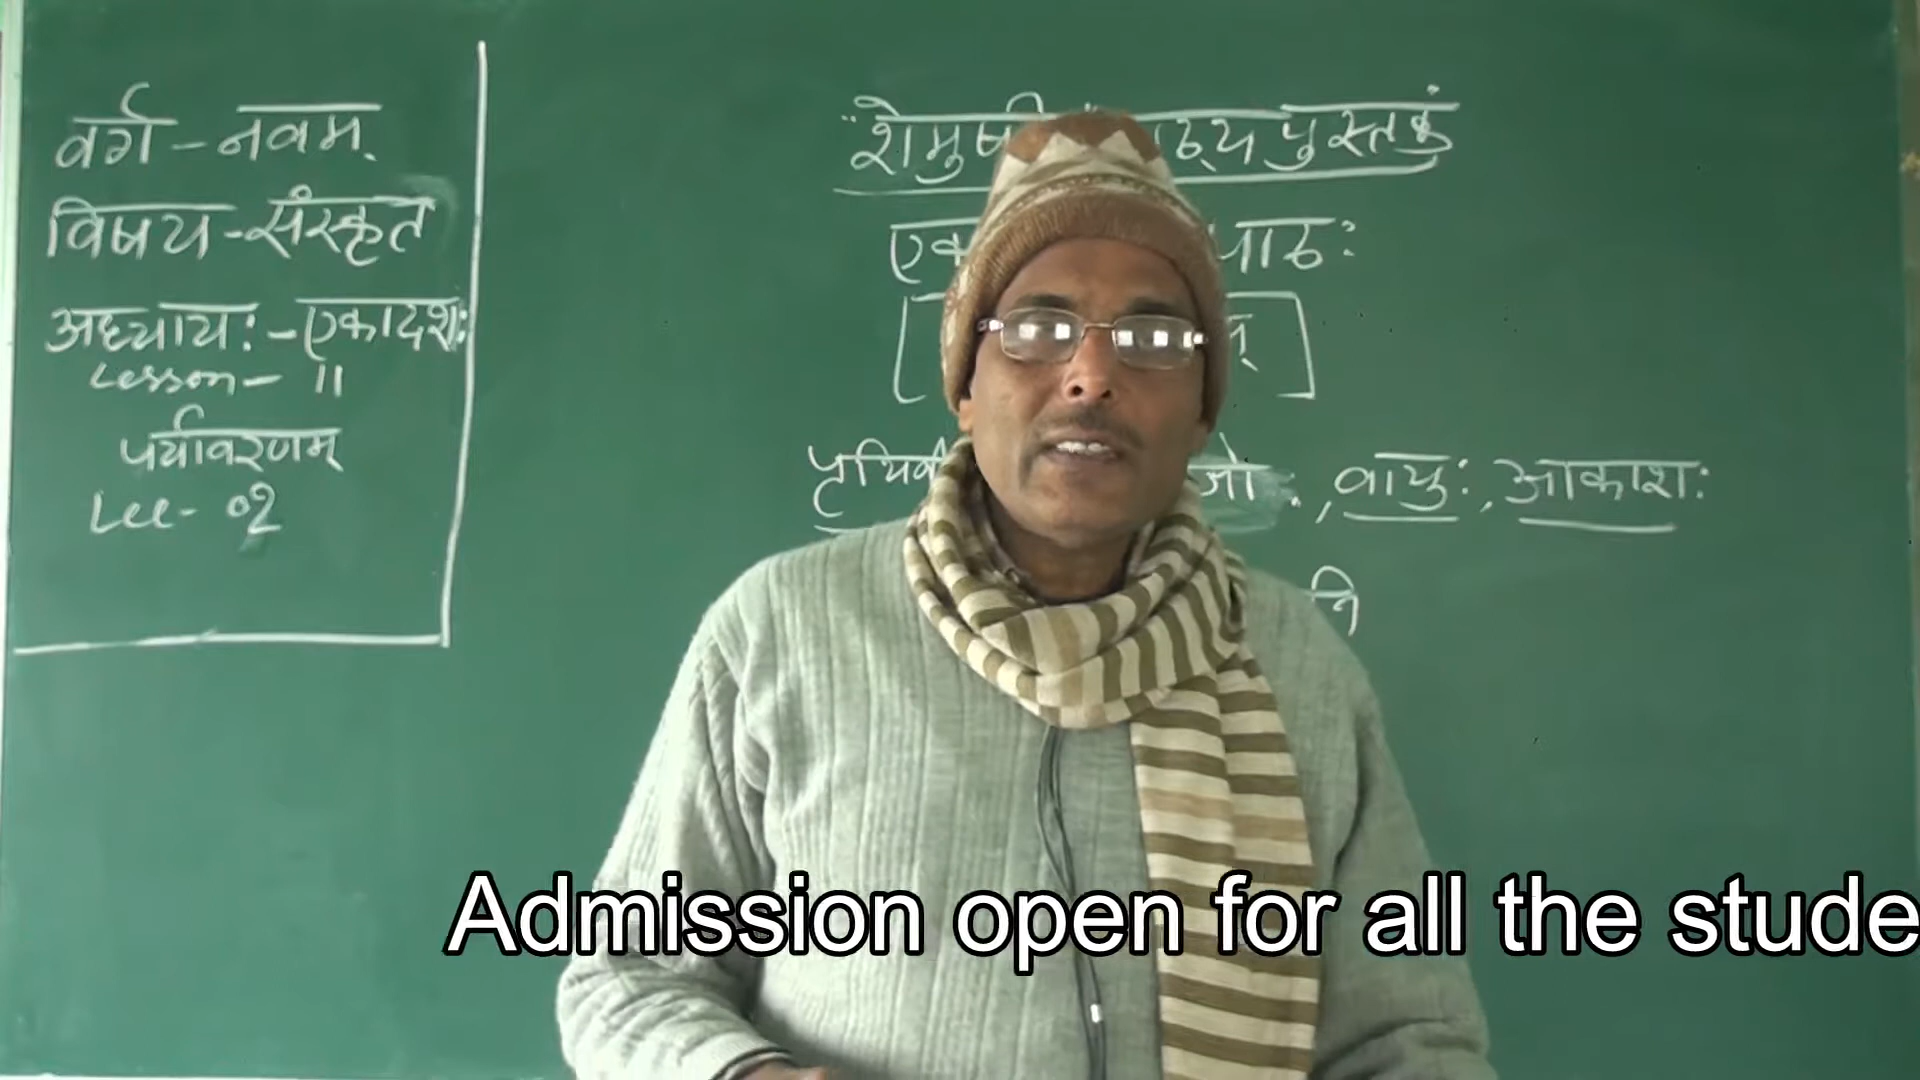 वर्ग - नवम्
विषय - संस्कृत
अध्यायः - एकादशः
Lesson - 11
पर्यावरणम्
Lec - 02
पुस्तकं
पाठः
वायुः, आकाशः
Admission open for all the stude